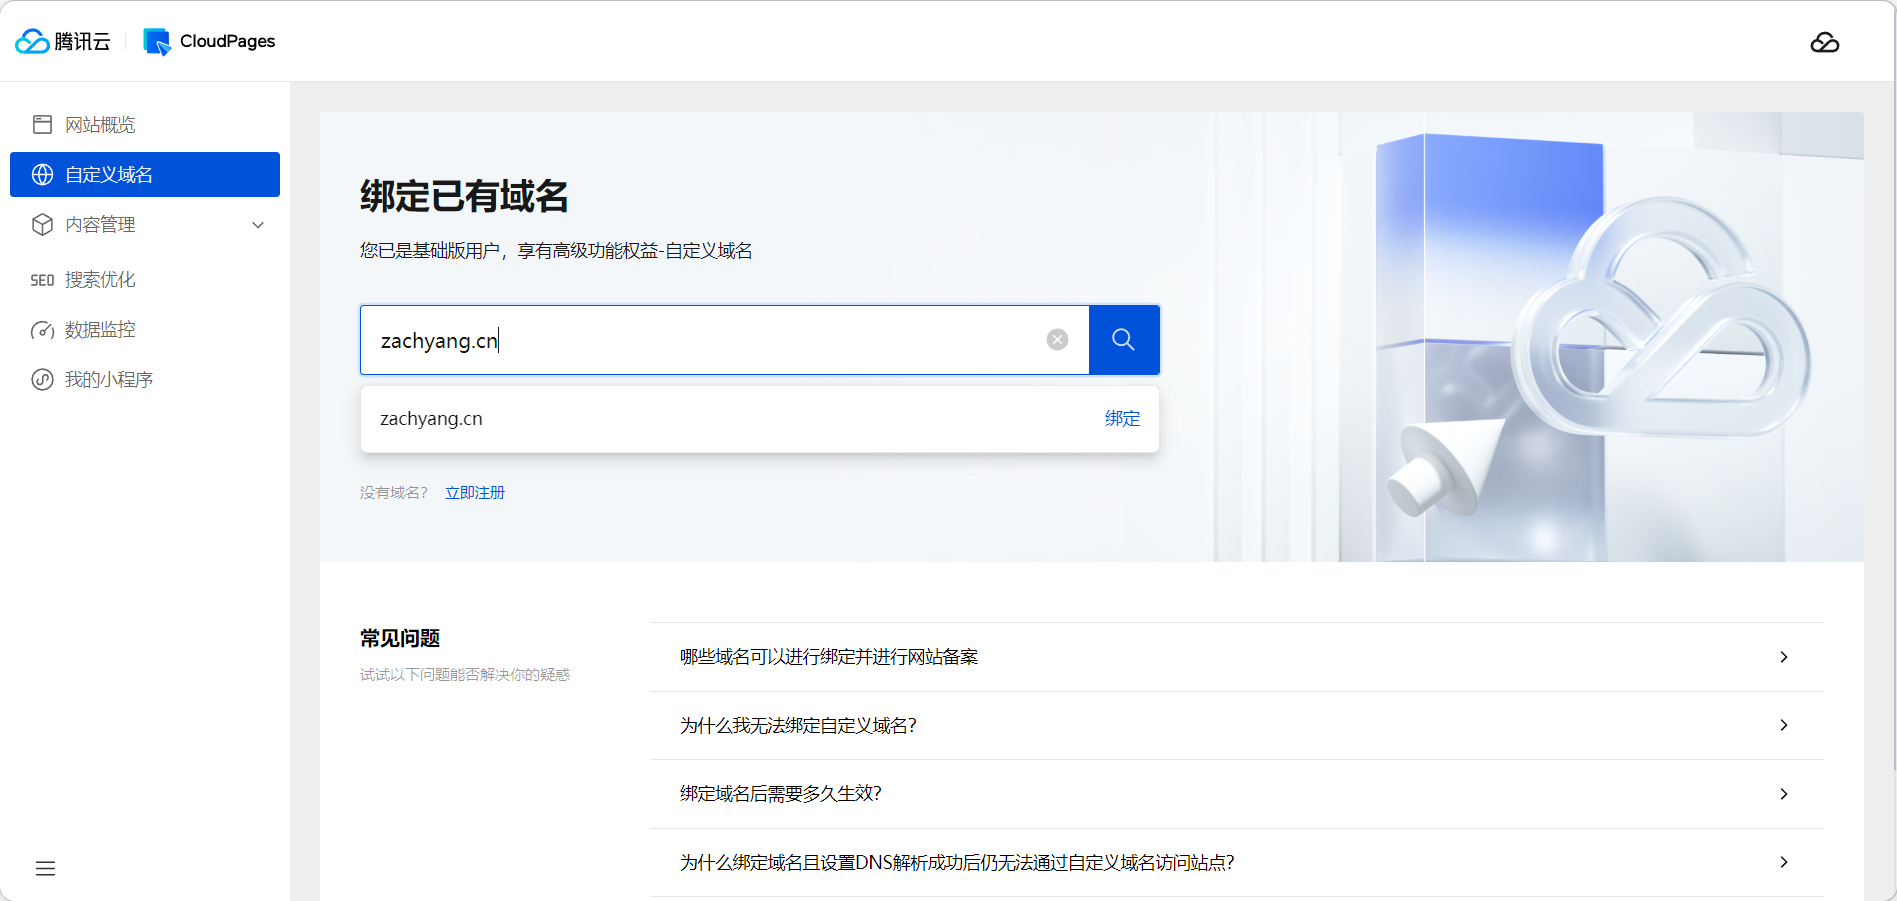 腾讯云 CloudPages
网站概览
自定义域名
内容管理
SEO 搜索优化
数据监控
我的小程序
绑定已有域名
您已是基础版用户，享有高级功能权益-自定义域名
zachyang.cn
zachyang.cn 绑定
没有域名？ 立即注册
常见问题
试试以下问题能否解决你的疑惑
哪些域名可以进行绑定并进行网站备案
为什么我无法绑定自定义域名？
绑定域名后需要多久生效？
为什么绑定域名且设置DNS解析成功后仍无法通过自定义域名访问站点？